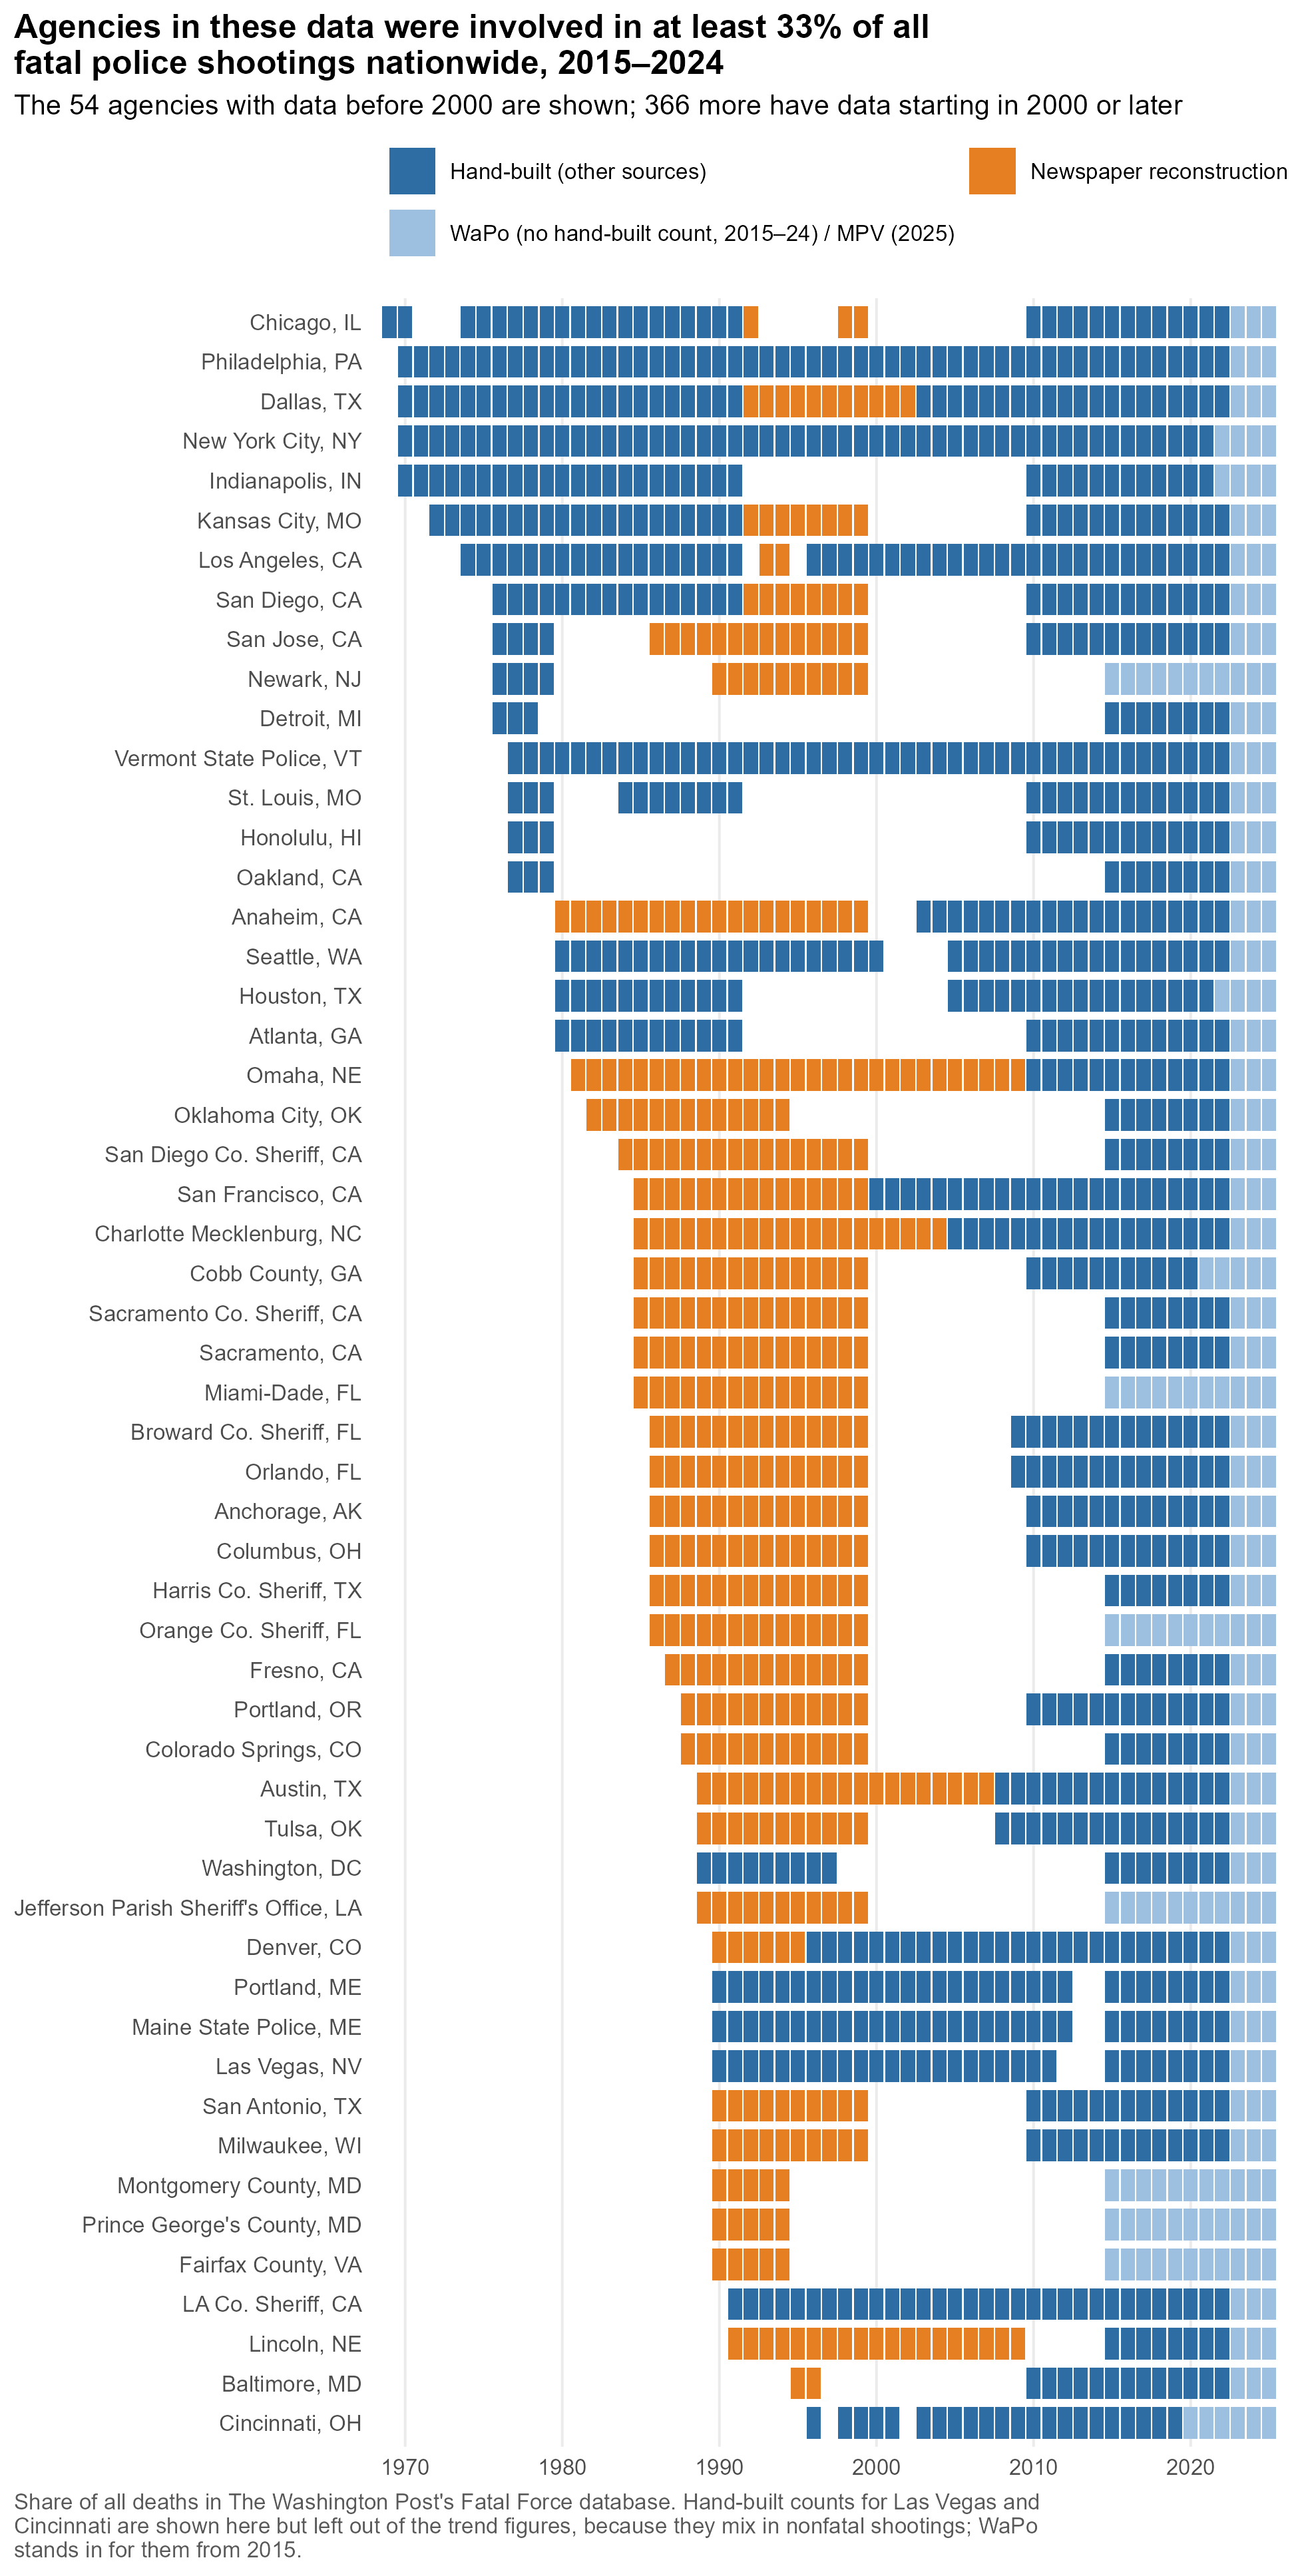 Agencies in these data were involved in at least 33% of all
fatal police shootings nationwide, 2015–2024
The 54 agencies with data before 2000 are shown; 366 more have data starting in 2000 or later
Hand-built (other sources)
Newspaper reconstruction
WaPo (no hand-built count, 2015–24) / MPV (2025)
Chicago, IL
Philadelphia, PA
Dallas, TX
New York City, NY
Indianapolis, IN
Kansas City, MO
Los Angeles, CA
San Diego, CA
San Jose, CA
Newark, NJ
Detroit, MI
Vermont State Police, VT
St. Louis, MO
Honolulu, HI
Oakland, CA
Anaheim, CA
Seattle, WA
Houston, TX
Atlanta, GA
Omaha, NE
Oklahoma City, OK
San Diego Co. Sheriff, CA
San Francisco, CA
Charlotte Mecklenburg, NC
Cobb County, GA
Sacramento Co. Sheriff, CA
Sacramento, CA
Miami-Dade, FL
Broward Co. Sheriff, FL
Orlando, FL
Anchorage, AK
Columbus, OH
Harris Co. Sheriff, TX
Orange Co. Sheriff, FL
Fresno, CA
Portland, OR
Colorado Springs, CO
Austin, TX
Tulsa, OK
Washington, DC
Jefferson Parish Sheriff's Office, LA
Denver, CO
Portland, ME
Maine State Police, ME
Las Vegas, NV
San Antonio, TX
Milwaukee, WI
Montgomery County, MD
Prince George's County, MD
Fairfax County, VA
LA Co. Sheriff, CA
Lincoln, NE
Baltimore, MD
Cincinnati, OH
1970 1980 1990 2000 2010 2020
Share of all deaths in The Washington Post's Fatal Force database. Hand-built counts for Las Vegas and
Cincinnati are shown here but left out of the trend figures, because they mix in nonfatal shootings; WaPo
stands in for them from 2015.